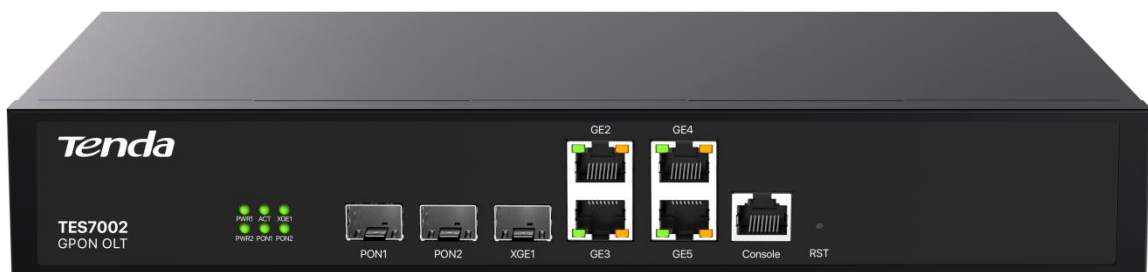 Tenda
TES7002
GPON OLT
PWR1 ACT XGE1
PWR2 PON1 PON2
PON1 PON2 XGE1
GE2 GE4
GE3 GE5
Console
RST